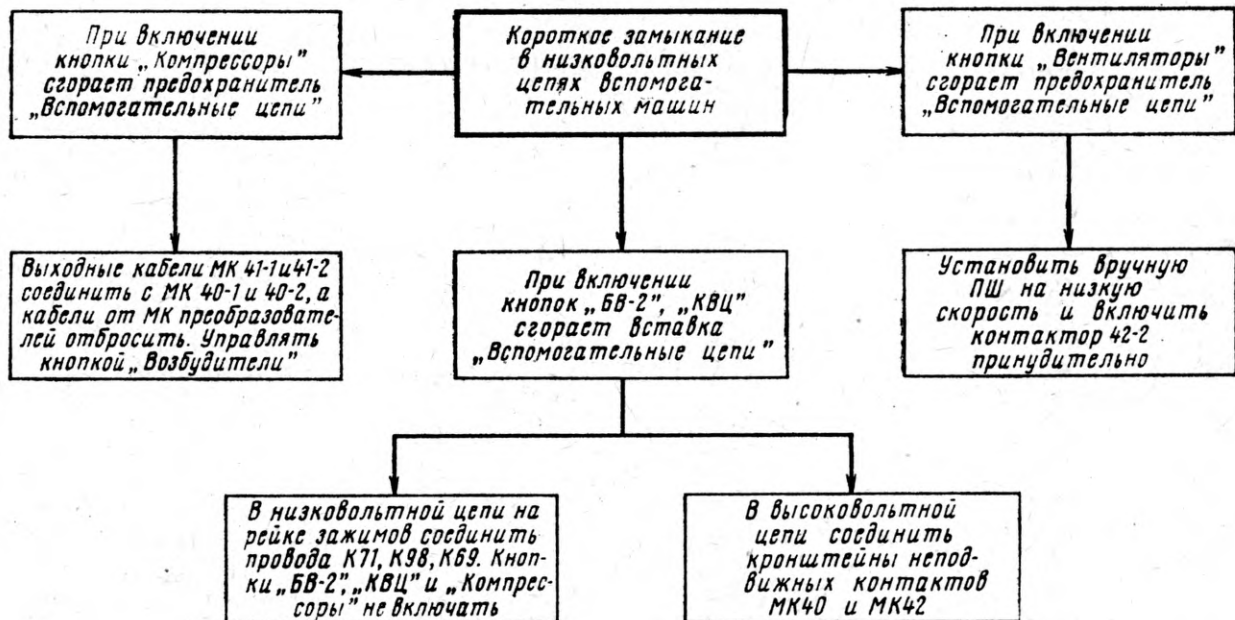 При включении
кнопки „Компрессоры"
сгорает предохранитель
„Вспомогательные цепи"
Короткое замыкание
в низковольтных
цепях вспомога-
тельных машин
При включении
кнопки „Вентиляторы"
сгорает предохранитель
„Вспомогательные цепи"
Выходные кабели МК 41-1 и 41-2
соединить с МК 40-1 и 40-2, а
кабели от МК преобразовате-
лей отбросить. Управлять
кнопкой „Возбудители"
При включении
кнопок „БВ-2", „КВЦ"
сгорает вставка
„Вспомогательные цепи"
Установить вручную
ПШ на низкую
скорость и включить
контактор 42-2
принудительно
В низковольтной цепи на
рейке зажимов соединить
провода К71, К98, К69. Кноп-
ки „БВ-2", „КВЦ" и „Компрес-
соры" не включать
В высоковольтной
цепи соединить
кронштейны непод-
вижных контактов
МК40 и МК42